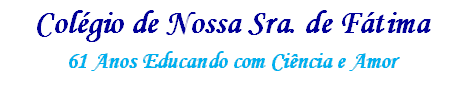 Colégio de Nossa Sra. de Fátima
61 Anos Educando com Ciência e Amor